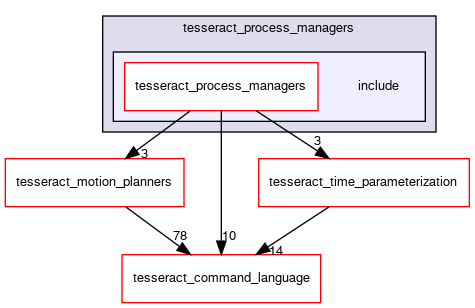 tesseract_process_managers
tesseract_process_managers
include
3
3
tesseract_motion_planners
tesseract_time_parameterization
78
10
14
tesseract_command_language